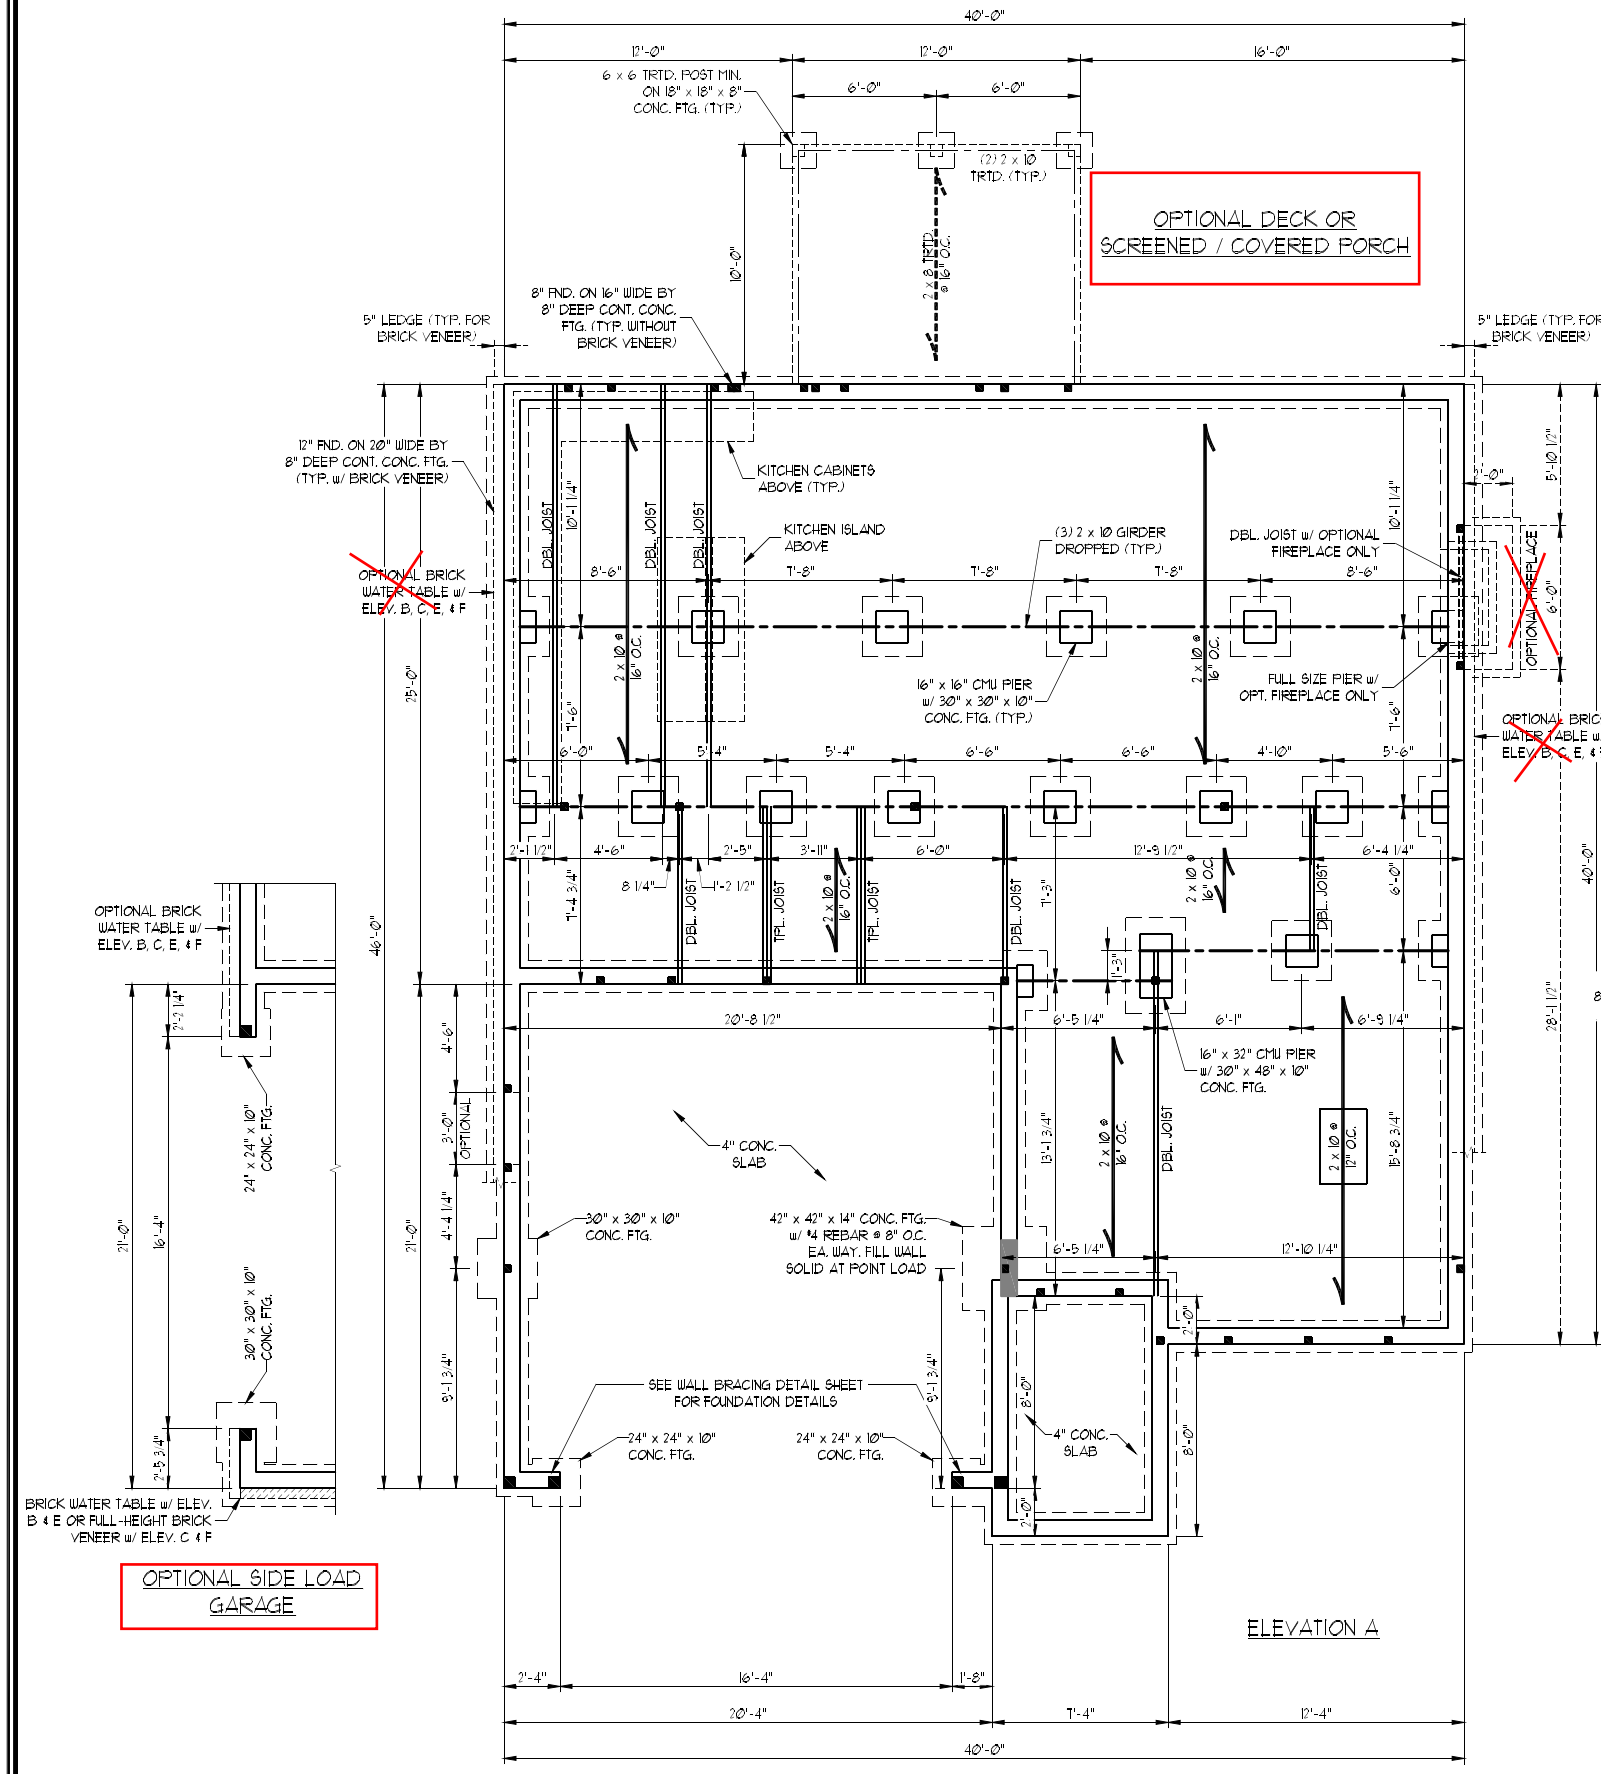 40'-0"
12'-0"
12'-0"
16'-0"
6 x 6 TRTD. POST MIN.
ON 18" x 18" x 8"
CONC. FTG. (TYP.)
6'-0"
6'-0"
(2) 2 x 10
TRTD. (TYP.)
OPTIONAL DECK OR
SCREENED / COVERED PORCH
10'-0"
2 x 8 TRTD.
@ 16" O.C.
8" FND. ON 16" WIDE BY
8" DEEP CONT. CONC.
FTG. (TYP. WITHOUT
BRICK VENEER)
5" LEDGE (TYP. FOR
BRICK VENEER)
5" LEDGE (TYP. FOR
BRICK VENEER)
12" FND. ON 20" WIDE BY
8" DEEP CONT. CONC. FTG.
(TYP. w/ BRICK VENEER)
KITCHEN CABINETS
ABOVE (TYP.)
KITCHEN ISLAND
ABOVE
(3) 2 x 10 GIRDER
DROPPED (TYP.)
DBL. JOIST w/ OPTIONAL
FIREPLACE ONLY
DBL. JOIST
DBL. JOIST
DBL. JOIST
10'-1 1/4"
10'-1 1/4"
5'-10 1/2"
2'-0"
OPTIONAL FIREPLACE
6'-0"
OPTIONAL BRICK
WATER TABLE w/
ELEV. B, C, E, & F
8'-6"
7'-8"
7'-8"
7'-8"
8'-6"
2 x 10 @
16" O.C.
2 x 10 @
16" O.C.
16" x 16" CMU PIER
w/ 30" x 30" x 10"
CONC. FTG. (TYP.)
FULL SIZE PIER w/
OPT. FIREPLACE ONLY
25'-0"
7'-6"
7'-6"
OPTIONAL BRIC
WATER TABLE w
ELEV. B, C, E, &
6'-0"
5'-4"
5'-4"
6'-6"
6'-6"
4'-10"
5'-6"
2'-1 1/2"
4'-6"
2'-5"
3'-11"
6'-0"
12'-9 1/2"
6'-4 1/4"
8 1/4"
1'-2 1/2"
7'-4 3/4"
DBL. JOIST
TPL. JOIST
2 x 10 @
16" O.C.
TPL. JOIST
DBL. JOIST
7'-3"
2 x 10 @
16" O.C.
DBL. JOIST
6'-0"
40'-0"
46'-0"
1'-3"
OPTIONAL BRICK
WATER TABLE w/
ELEV. B, C, E, & F
2'-2 1/4"
20'-8 1/2"
6'-5 1/4"
6'-1"
6'-9 1/4"
28'-1 1/2"
8
16" x 32" CMU PIER
w/ 30" x 48" x 10"
CONC. FTG.
4'-6"
3'-0"
OPTIONAL
4'-4 1/4"
9'-1 3/4"
21'-0"
21'-0"
16'-4"
24" x 24" x 10"
CONC. FTG.
30" x 30" x 10"
CONC. FTG.
2'-5 3/4"
4" CONC.
SLAB
13'-1 3/4"
2 x 10 @
16" O.C.
DBL. JOIST
2 x 10 @
12" O.C.
15'-8 3/4"
30" x 30" x 10"
CONC. FTG.
42" x 42" x 14" CONC. FTG.
w/ #4 REBAR @ 8" O.C.
EA. WAY. FILL WALL
SOLID AT POINT LOAD
6'-5 1/4"
12'-10 1/4"
2'-0"
9'-1 3/4"
8'-0"
8'-0"
2'-0"
SEE WALL BRACING DETAIL SHEET
FOR FOUNDATION DETAILS
24" x 24" x 10"
CONC. FTG.
24" x 24" x 10"
CONC. FTG.
4" CONC.
SLAB
BRICK WATER TABLE w/ ELEV.
B & E OR FULL-HEIGHT BRICK
VENEER w/ ELEV. C & F
OPTIONAL SIDE LOAD
GARAGE
ELEVATION A
2'-4"
16'-4"
1'-8"
20'-4"
7'-4"
12'-4"
40'-0"